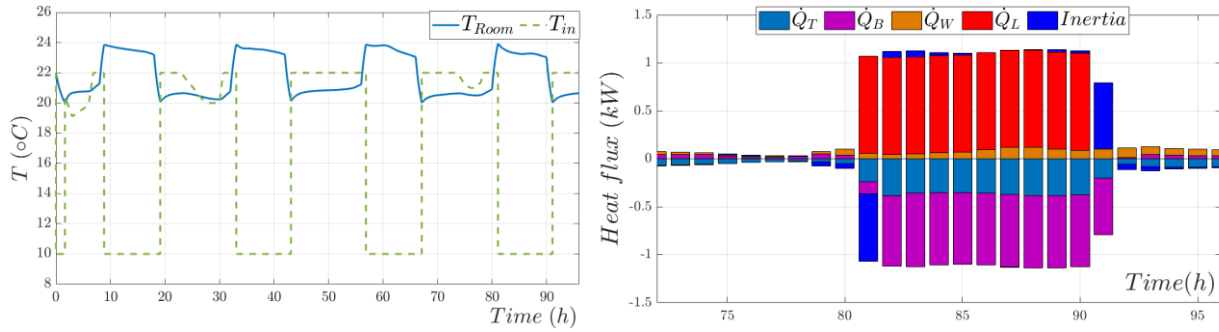 T_Room T_in
26
24
22
20
18
16
14
12
10
8
T (∘C)
0 10 20 30 40 50 60 70 80 90
Time (h)
Q̇_T Q̇_B Q̇_W Q̇_L Inertia
1.5
1
0.5
0
-0.5
-1
-1.5
Heat flux (kW)
75 80 85 90 95
Time(h)